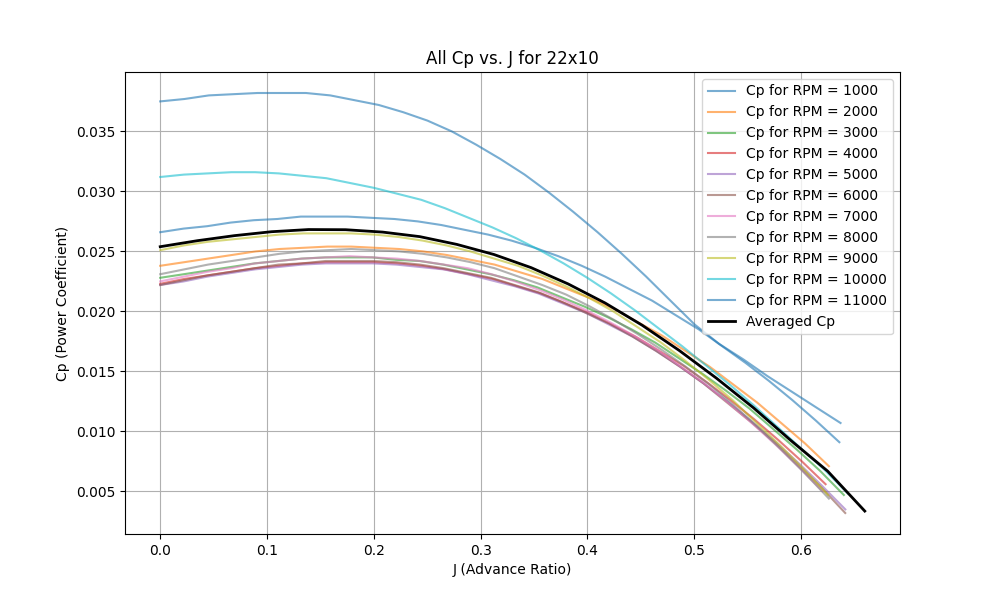 All Cp vs. J for 22x10
Cp (Power Coefficient)
0.035
0.030
0.025
0.020
0.015
0.010
0.005
Cp for RPM = 1000
Cp for RPM = 2000
Cp for RPM = 3000
Cp for RPM = 4000
Cp for RPM = 5000
Cp for RPM = 6000
Cp for RPM = 7000
Cp for RPM = 8000
Cp for RPM = 9000
Cp for RPM = 10000
Cp for RPM = 11000
Averaged Cp
0.0 0.1 0.2 0.3 0.4 0.5 0.6
J (Advance Ratio)